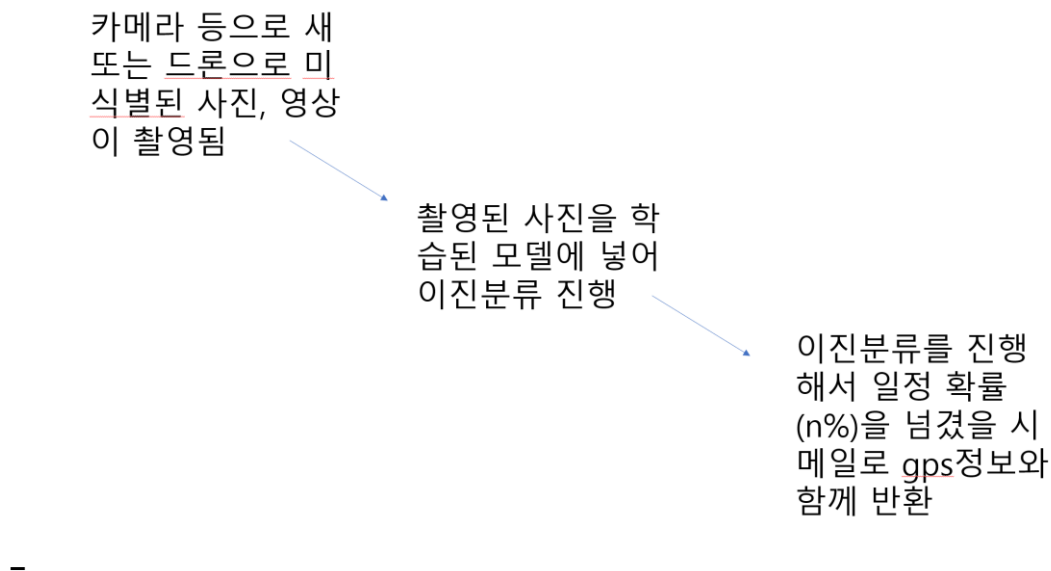 카메라 등으로 새
또는 드론으로 미
식별된 사진, 영상
이 촬영됨
촬영된 사진을 학
습된 모델에 넣어
이진분류 진행
이진분류를 진행
해서 일정 확률
(n%)을 넘겼을 시
메일로 gps정보와
함께 반환